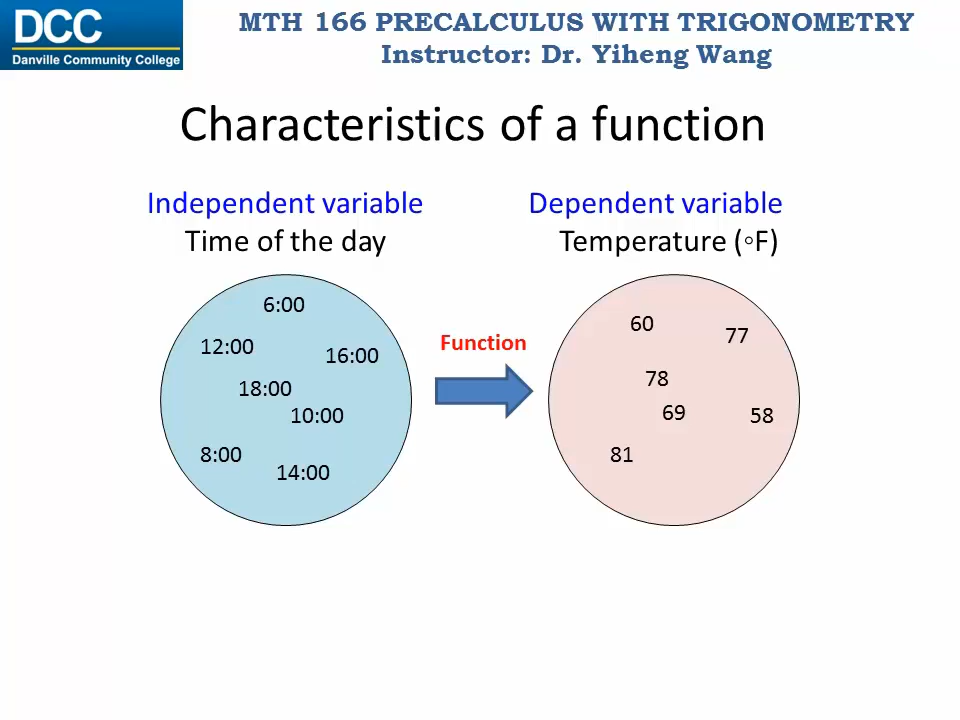 DCC
Danville Community College
MTH 166 PRECALCULUS WITH TRIGONOMETRY
Instructor: Dr. Yiheng Wang
Characteristics of a function
Independent variable
Time of the day
Dependent variable
Temperature (◦F)
6:00
12:00
16:00
18:00
10:00
8:00
14:00
Function
60
77
78
69
58
81